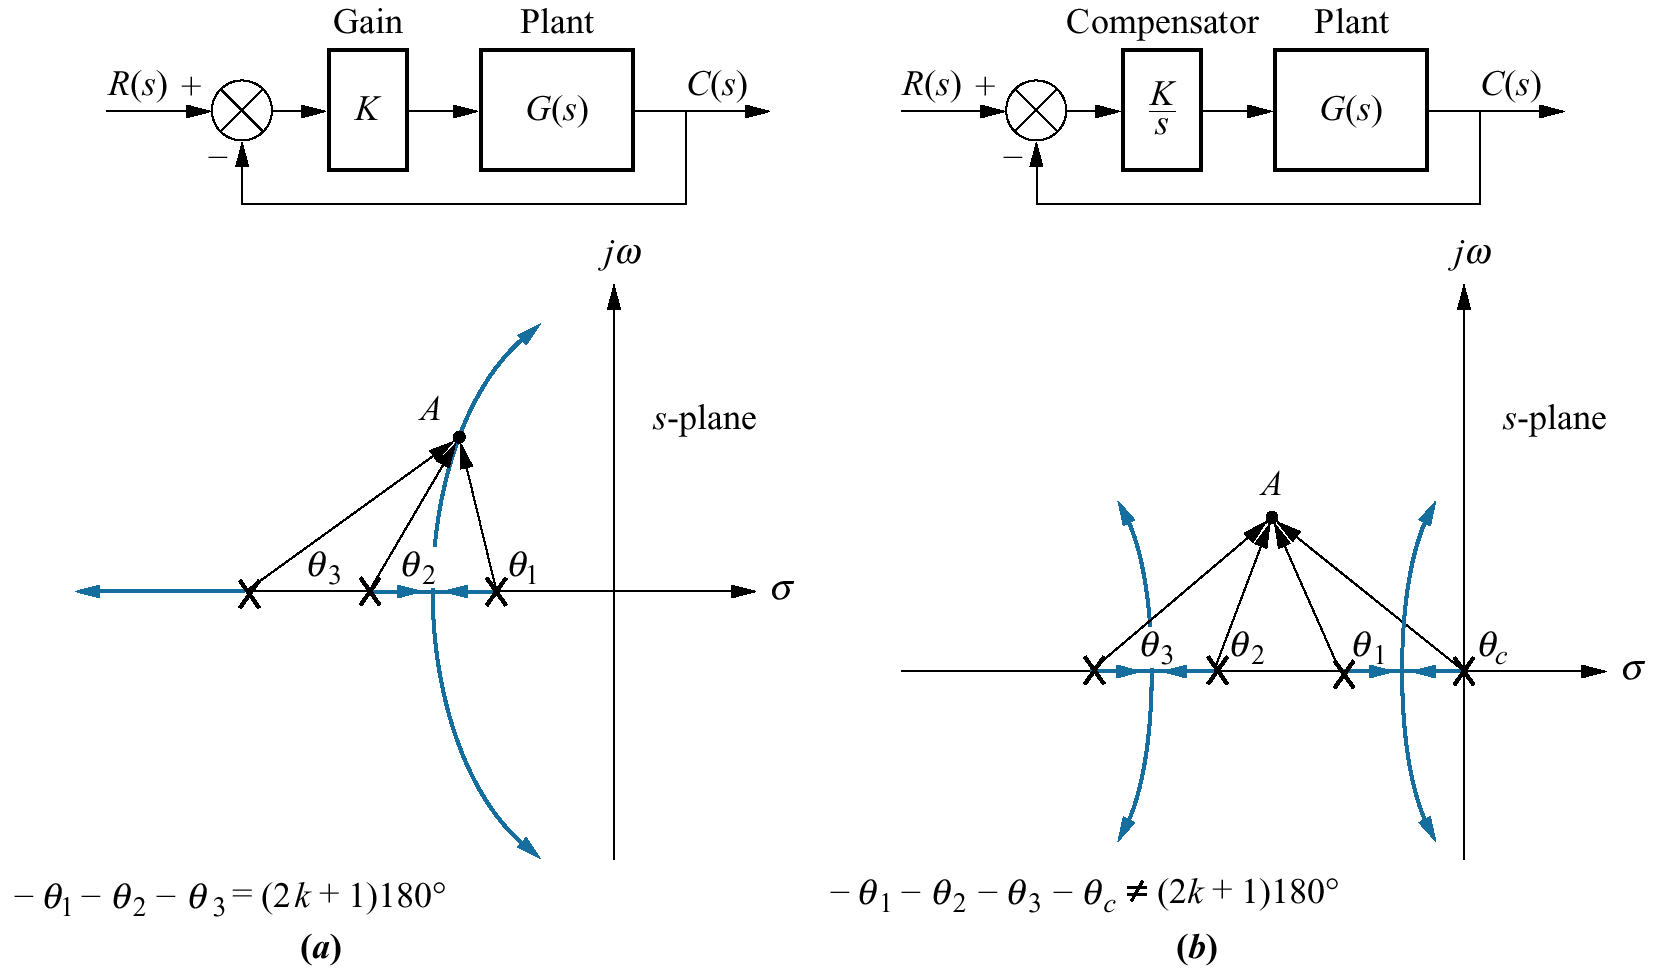 Gain Plant
R(s) + K G(s) C(s)
−
jω
A
s-plane
θ3 θ2 θ1
σ
− θ1 − θ2 − θ3 = (2k + 1)180°
(a)
Compensator Plant
R(s) + K/s G(s) C(s)
−
jω
s-plane
A
θ3 θ2 θ1 θc
σ
− θ1 − θ2 − θ3 − θc ≠ (2k + 1)180°
(b)